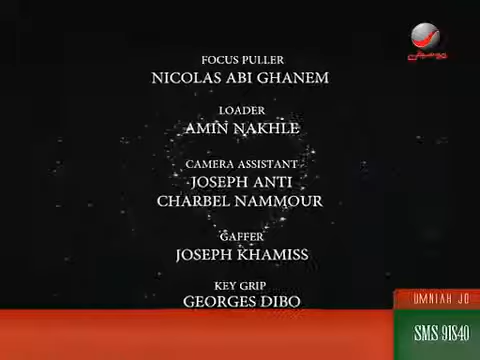 FOCUS PULLER
NICOLAS ABI GHANEM
LOADER
AMIN NAKHLE
CAMERA ASSISTANT
JOSEPH ANTI
CHARBEL NAMMOUR
GAFFER
JOSEPH KHAMISS
KEY GRIP
GEORGES DIBO
OMNIAH JO
SMS 91840